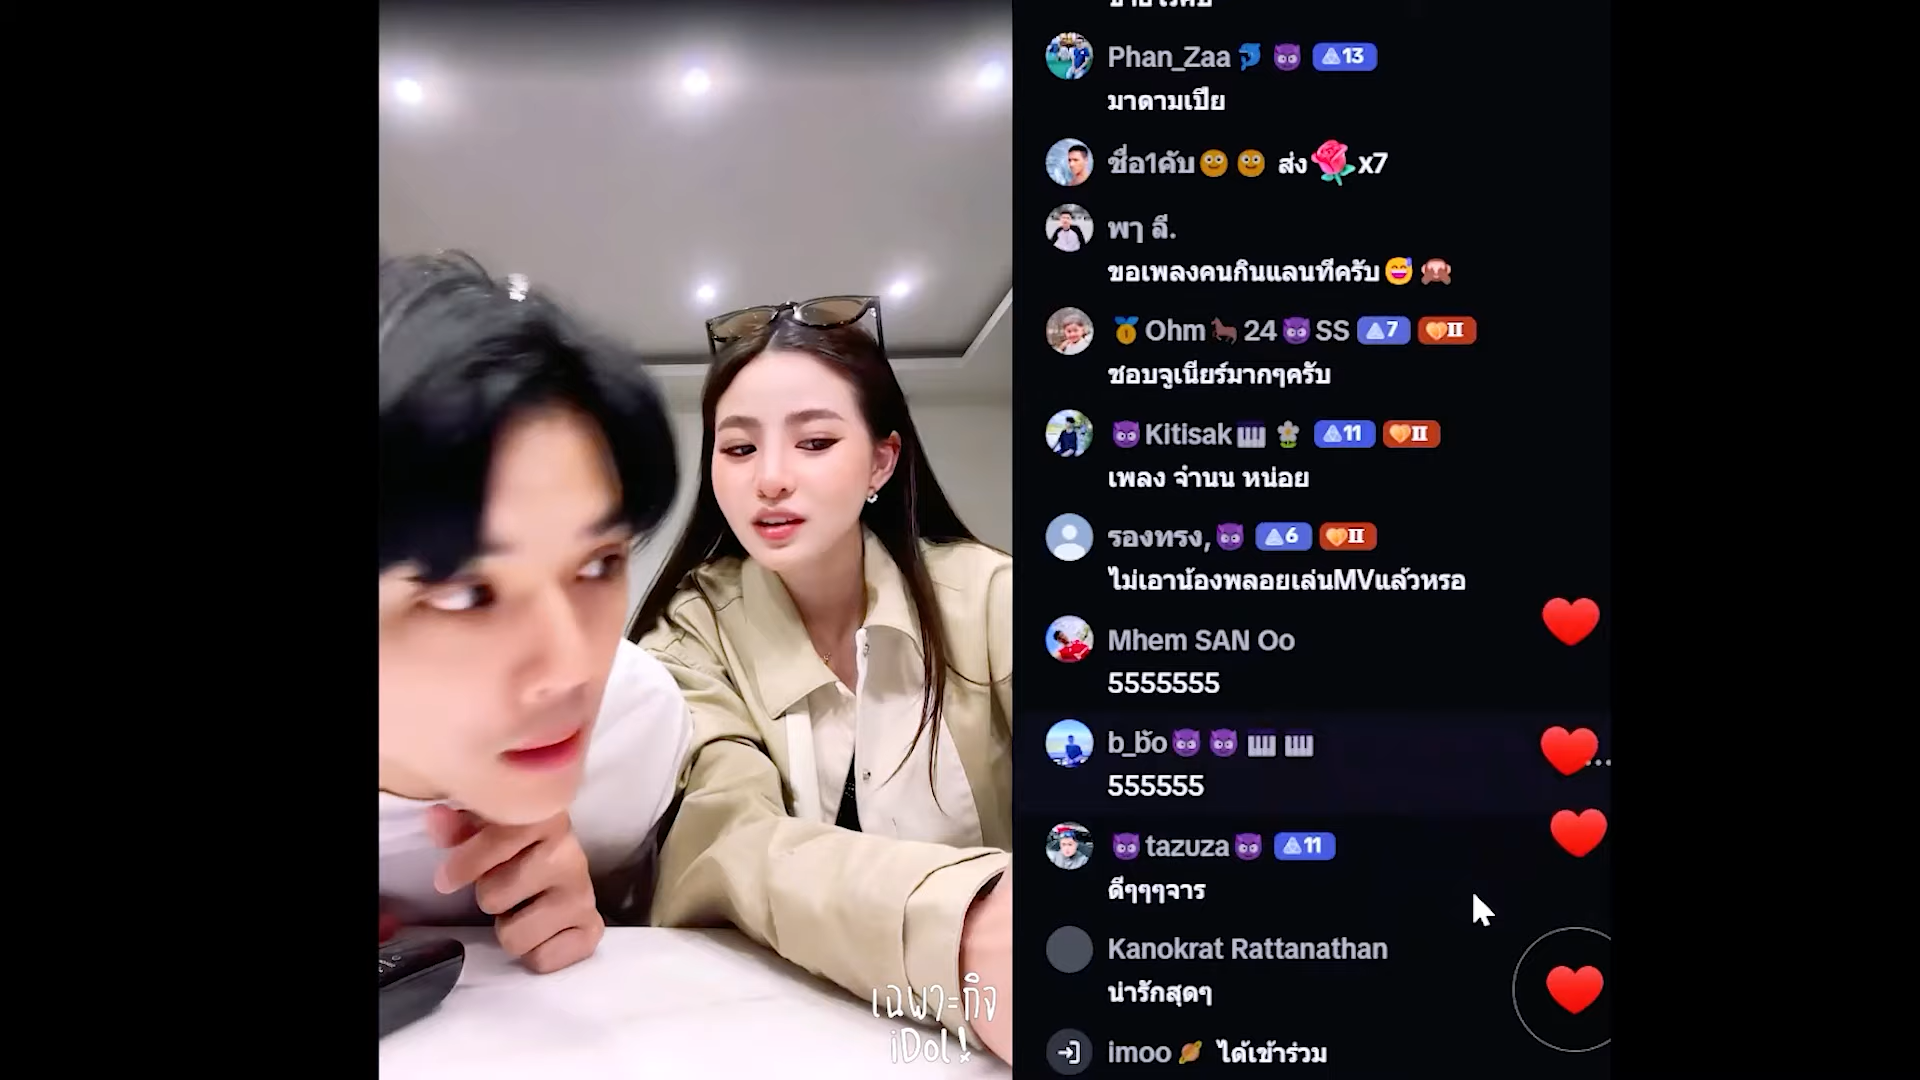 Phan_Zaa 13
มาดามเปีย
ชื่อ1คับ ส่ง x7
พๅ ลี.
ขอเพลงคนกินแลนทีครับ
Ohm 24 SS 7 II
ชอบจูเนียร์มากๆครับ
Kitisak 11 II
เพลง จำนน หน่อย
รองทรง, 6 II
ไม่เอาน้องพลอยเล่นMVแล้วหรอ
Mhem SAN Oo
5555555
b_b้o
555555
tazuza 11
ดีๆๆๆจาร
Kanokrat Rattanathan
น่ารักสุดๆ
imoo ได้เข้าร่วม
เฉพาะกิจ
iDol!